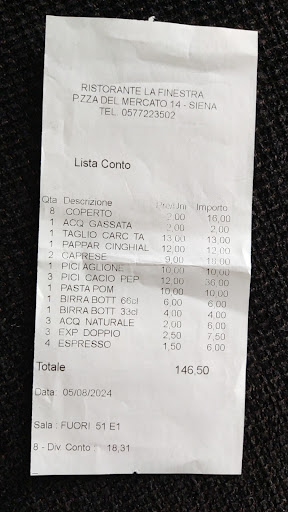 RISTORANTE LA FINESTRA
P.ZZA DEL MERCATO 14 - SIENA
TEL. 0577223502
Lista Conto
Qta Descrizione Pre/Uni Importo
8 COPERTO 2,00 16,00
1 ACQ. GASSATA 2,00 2,00
1 TAGLIO CARC. TA 13,00 13,00
1 PAPPAR. CINGHIAL 12,00 12,00
2 CAPRESE 9,00 18,00
1 PICI AGLIONE 10,00 10,00
3 PICI CACIO PEP 12,00 36,00
1 PASTA POM 10,00 10,00
1 BIRRA BOTT. 66cl 6,00 6,00
1 BIRRA BOTT. 33cl 4,00 4,00
3 ACQ. NATURALE 2,00 6,00
3 EXP. DOPPIO 2,50 7,50
4 ESPRESSO 1,50 6,00
Totale 146,50
Data: 05/08/2024
Sala : FUORI 51 E1
8 - Div. Conto : 18,31